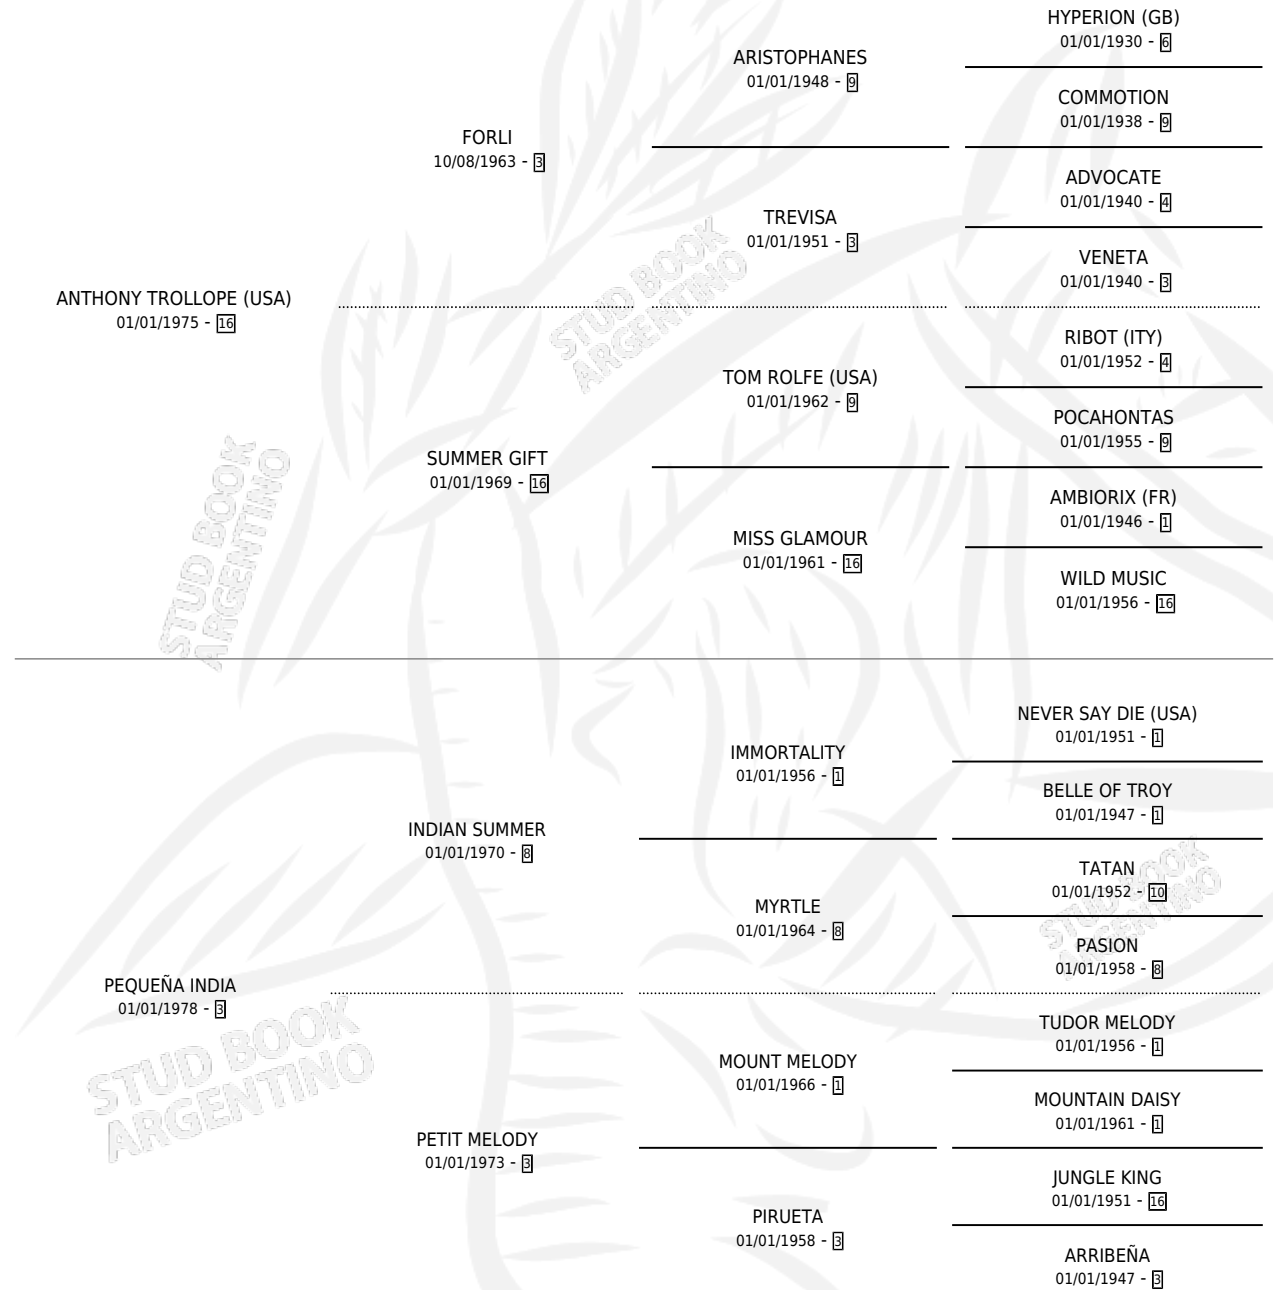 HYPERION (GB)
01/01/1930 - 6
ARISTOPHANES
01/01/1948 - 9
COMMOTION
01/01/1938 - 9
FORLI
10/08/1963 - 3
ADVOCATE
01/01/1940 - 4
TREVISA
01/01/1951 - 3
VENETA
01/01/1940 - 3
ANTHONY TROLLOPE (USA)
01/01/1975 - 16
RIBOT (ITY)
01/01/1952 - 4
TOM ROLFE (USA)
01/01/1962 - 9
POCAHONTAS
01/01/1955 - 9
SUMMER GIFT
01/01/1969 - 16
AMBIORIX (FR)
01/01/1946 - 1
MISS GLAMOUR
01/01/1961 - 16
WILD MUSIC
01/01/1956 - 16
STUD BOOK
ARGENTINO
STUD BOOK
ARGENTINO
NEVER SAY DIE (USA)
01/01/1951 - 1
IMMORTALITY
01/01/1956 - 1
BELLE OF TROY
01/01/1947 - 1
INDIAN SUMMER
01/01/1970 - 8
TATAN
01/01/1952 - 10
MYRTLE
01/01/1964 - 8
PASION
01/01/1958 - 8
PEQUEÑA INDIA
01/01/1978 - 3
TUDOR MELODY
01/01/1956 - 1
MOUNT MELODY
01/01/1966 - 1
MOUNTAIN DAISY
01/01/1961 - 1
PETIT MELODY
01/01/1973 - 3
JUNGLE KING
01/01/1951 - 16
PIRUETA
01/01/1958 - 3
ARRIBEÑA
01/01/1947 - 3
STUD BOOK
ARGENTINO
STUD BOOK
ARGENTINO